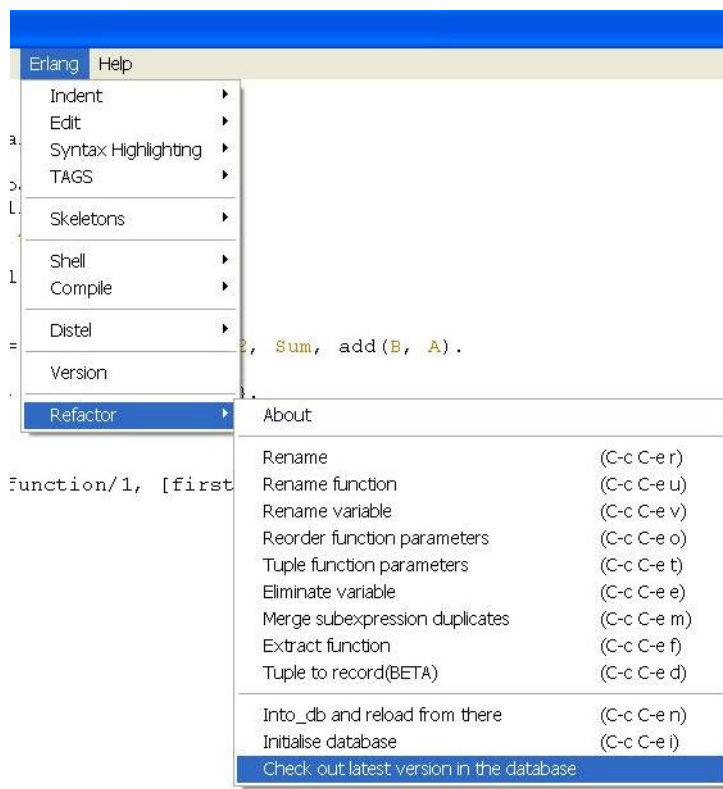 Erlang Help
Indent
Edit
Syntax Highlighting
TAGS
Skeletons
Shell
Compile
Distel
=                    , Sum, add(B, A).
Version
Refactor
About
Rename (C-c C-e r)
function/1, [first
Rename function (C-c C-e u)
Rename variable (C-c C-e v)
Reorder function parameters (C-c C-e o)
Tuple function parameters (C-c C-e t)
Eliminate variable (C-c C-e e)
Merge subexpression duplicates (C-c C-e m)
Extract function (C-c C-e f)
Tuple to record(BETA) (C-c C-e d)
Into_db and reload from there (C-c C-e n)
Initialise database (C-c C-e i)
Check out latest version in the database